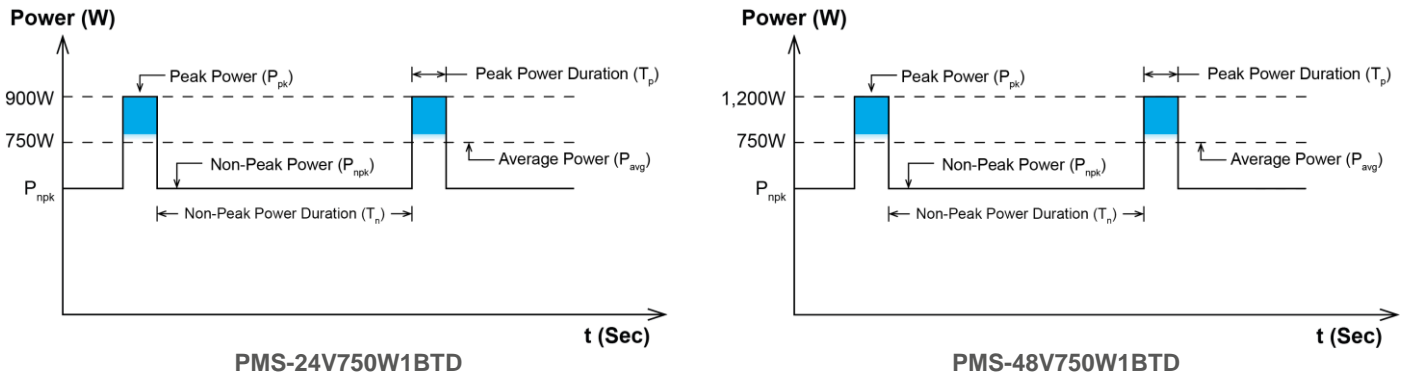 Power (W)
Peak Power (Ppk)
Peak Power Duration (Tp)
900W
750W
Average Power (Pavg)
Non-Peak Power (Pnpk)
Pnpk
Non-Peak Power Duration (Tn)
t (Sec)
PMS-24V750W1BTD
Power (W)
Peak Power (Ppk)
Peak Power Duration (Tp)
1,200W
750W
Average Power (Pavg)
Non-Peak Power (Pnpk)
Pnpk
Non-Peak Power Duration (Tn)
t (Sec)
PMS-48V750W1BTD